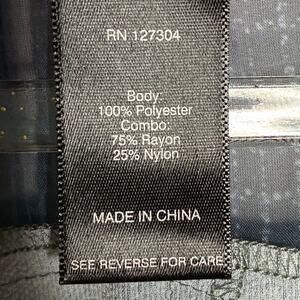 RN 127304
Body:
100% Polyester
Combo:
75% Rayon
25% Nylon
MADE IN CHINA
SEE REVERSE FOR CARE